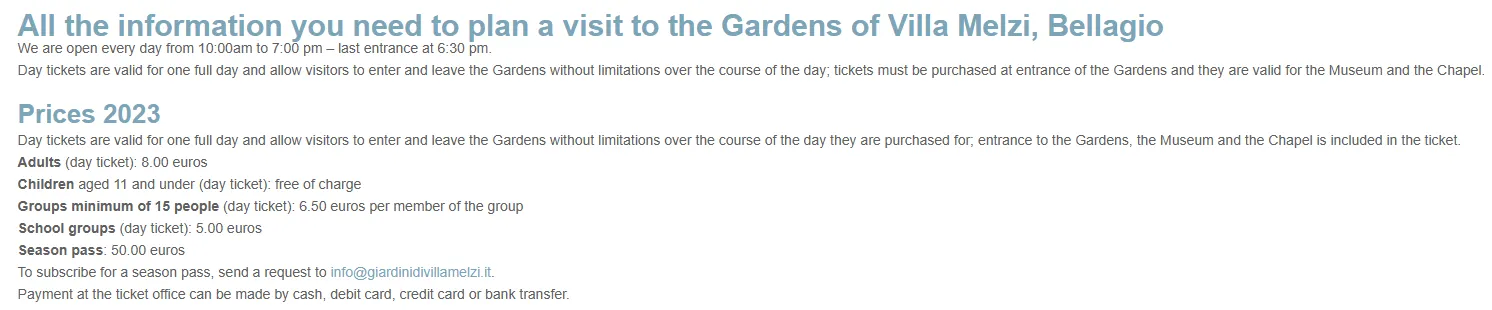 All the information you need to plan a visit to the Gardens of Villa Melzi, Bellagio
We are open every day from 10:00am to 7:00 pm – last entrance at 6:30 pm.
Day tickets are valid for one full day and allow visitors to enter and leave the Gardens without limitations over the course of the day; tickets must be purchased at entrance of the Gardens and they are valid for the Museum and the Chapel.
Prices 2023
Day tickets are valid for one full day and allow visitors to enter and leave the Gardens without limitations over the course of the day they are purchased for; entrance to the Gardens, the Museum and the Chapel is included in the ticket.
Adults (day ticket): 8.00 euros
Children aged 11 and under (day ticket): free of charge
Groups minimum of 15 people (day ticket): 6.50 euros per member of the group
School groups (day ticket): 5.00 euros
Season pass: 50.00 euros
To subscribe for a season pass, send a request to info@giardinidivillamelzi.it.
Payment at the ticket office can be made by cash, debit card, credit card or bank transfer.